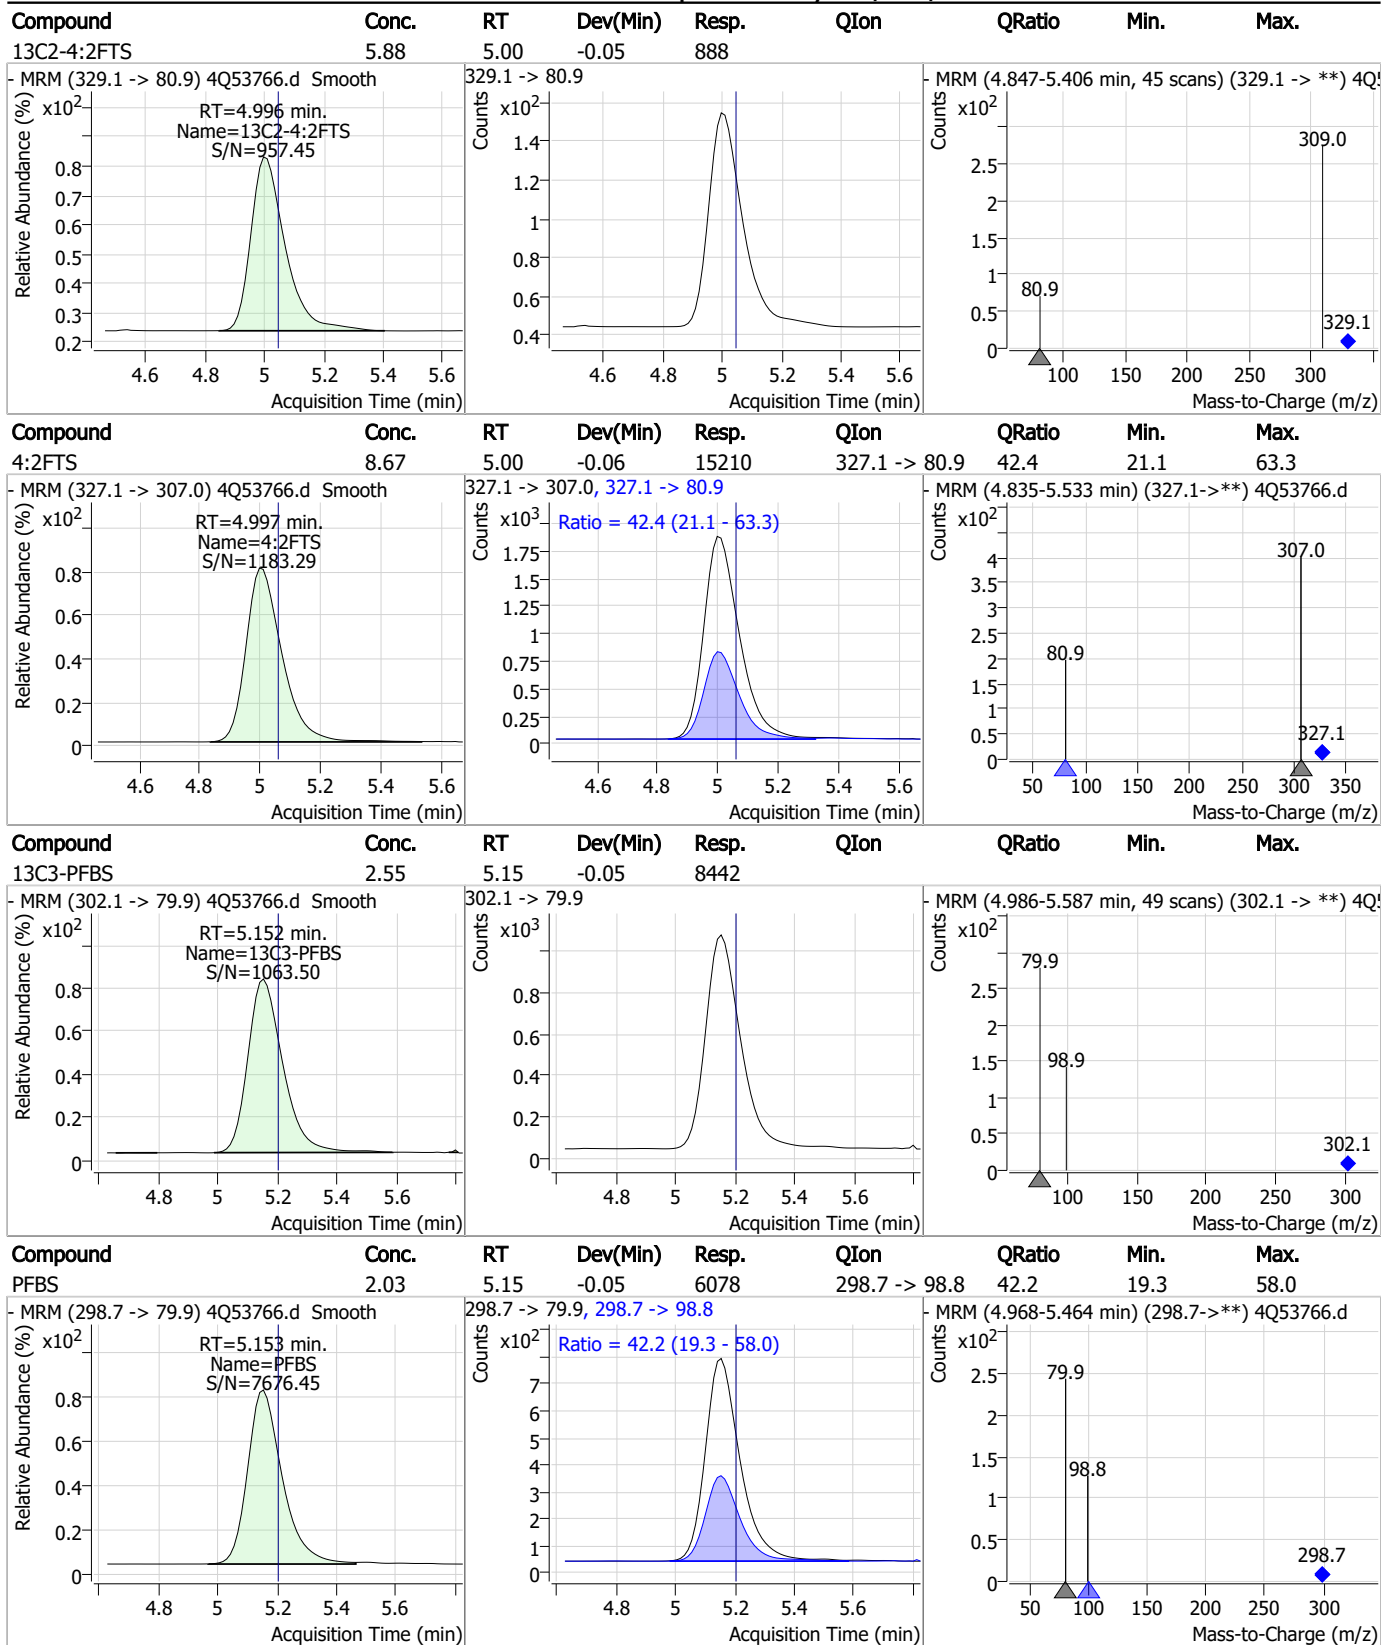 Compound Conc. RT Dev(Min) Resp. QIon QRatio Min. Max.
13C2-4:2FTS 5.88 5.00 -0.05 888
- MRM (329.1 -> 80.9) 4Q53766.d Smooth
x10²
RT=4.996 min.
Name=13C2-4:2FTS
S/N=957.45
Relative Abundance (%)
0.8
0.7
0.6
0.5
0.4
0.3
0.2
4.6 4.8 5 5.2 5.4 5.6
Acquisition Time (min)
329.1 -> 80.9
Counts
x10²
1.4
1.2
1
0.8
0.6
0.4
4.6 4.8 5 5.2 5.4 5.6
Acquisition Time (min)
- MRM (4.847-5.406 min, 45 scans) (329.1 -> **)
Counts
x10²
309.0
2.5
2
1.5
1
80.9
0.5
329.1
0
100 150 200 250 300
Mass-to-Charge (m/z)
Compound Conc. RT Dev(Min) Resp. QIon QRatio Min. Max.
4:2FTS 8.67 5.00 -0.06 15210 327.1 -> 80.9 42.4 21.1 63.3
- MRM (327.1 -> 307.0) 4Q53766.d Smooth
x10²
RT=4.997 min.
Name=4:2FTS
S/N=1183.29
Relative Abundance (%)
0.8
0.6
0.4
0.2
0
4.6 4.8 5 5.2 5.4 5.6
Acquisition Time (min)
327.1 -> 307.0, 327.1 -> 80.9
Counts
x10³
Ratio = 42.4 (21.1 - 63.3)
1.75
1.5
1.25
1
0.75
0.5
0.25
0
4.6 4.8 5 5.2 5.4 5.6
Acquisition Time (min)
- MRM (4.835-5.533 min) (327.1->**) 4Q53766.d
Counts
x10²
307.0
4
3.5
3
2.5
80.9
2
1.5
1
0.5
327.1
0
50 100 150 200 250 300 350
Mass-to-Charge (m/z)
Compound Conc. RT Dev(Min) Resp. QIon QRatio Min. Max.
13C3-PFBS 2.55 5.15 -0.05 8442
- MRM (302.1 -> 79.9) 4Q53766.d Smooth
x10²
RT=5.152 min.
Name=13C3-PFBS
S/N=1063.50
Relative Abundance (%)
0.8
0.6
0.4
0.2
0
4.8 5 5.2 5.4 5.6
Acquisition Time (min)
302.1 -> 79.9
Counts
x10³
0.8
0.6
0.4
0.2
0
4.8 5 5.2 5.4 5.6
Acquisition Time (min)
- MRM (4.986-5.587 min, 49 scans) (302.1 -> **)
Counts
x10²
79.9
2.5
2
1.5
98.9
1
0.5
302.1
0
100 150 200 250 300
Mass-to-Charge (m/z)
Compound Conc. RT Dev(Min) Resp. QIon QRatio Min. Max.
PFBS 2.03 5.15 -0.05 6078 298.7 -> 98.8 42.2 19.3 58.0
- MRM (298.7 -> 79.9) 4Q53766.d Smooth
x10²
RT=5.153 min.
Name=PFBS
S/N=7676.45
Relative Abundance (%)
0.8
0.6
0.4
0.2
0
4.8 5 5.2 5.4 5.6
Acquisition Time (min)
298.7 -> 79.9, 298.7 -> 98.8
Counts
x10²
Ratio = 42.2 (19.3 - 58.0)
7
6
5
4
3
2
1
0
4.8 5 5.2 5.4 5.6
Acquisition Time (min)
- MRM (4.968-5.464 min) (298.7->**) 4Q53766.d
Counts
x10²
79.9
2.5
2
1.5
98.8
1
0.5
298.7
0
50 100 150 200 250 300
Mass-to-Charge (m/z)